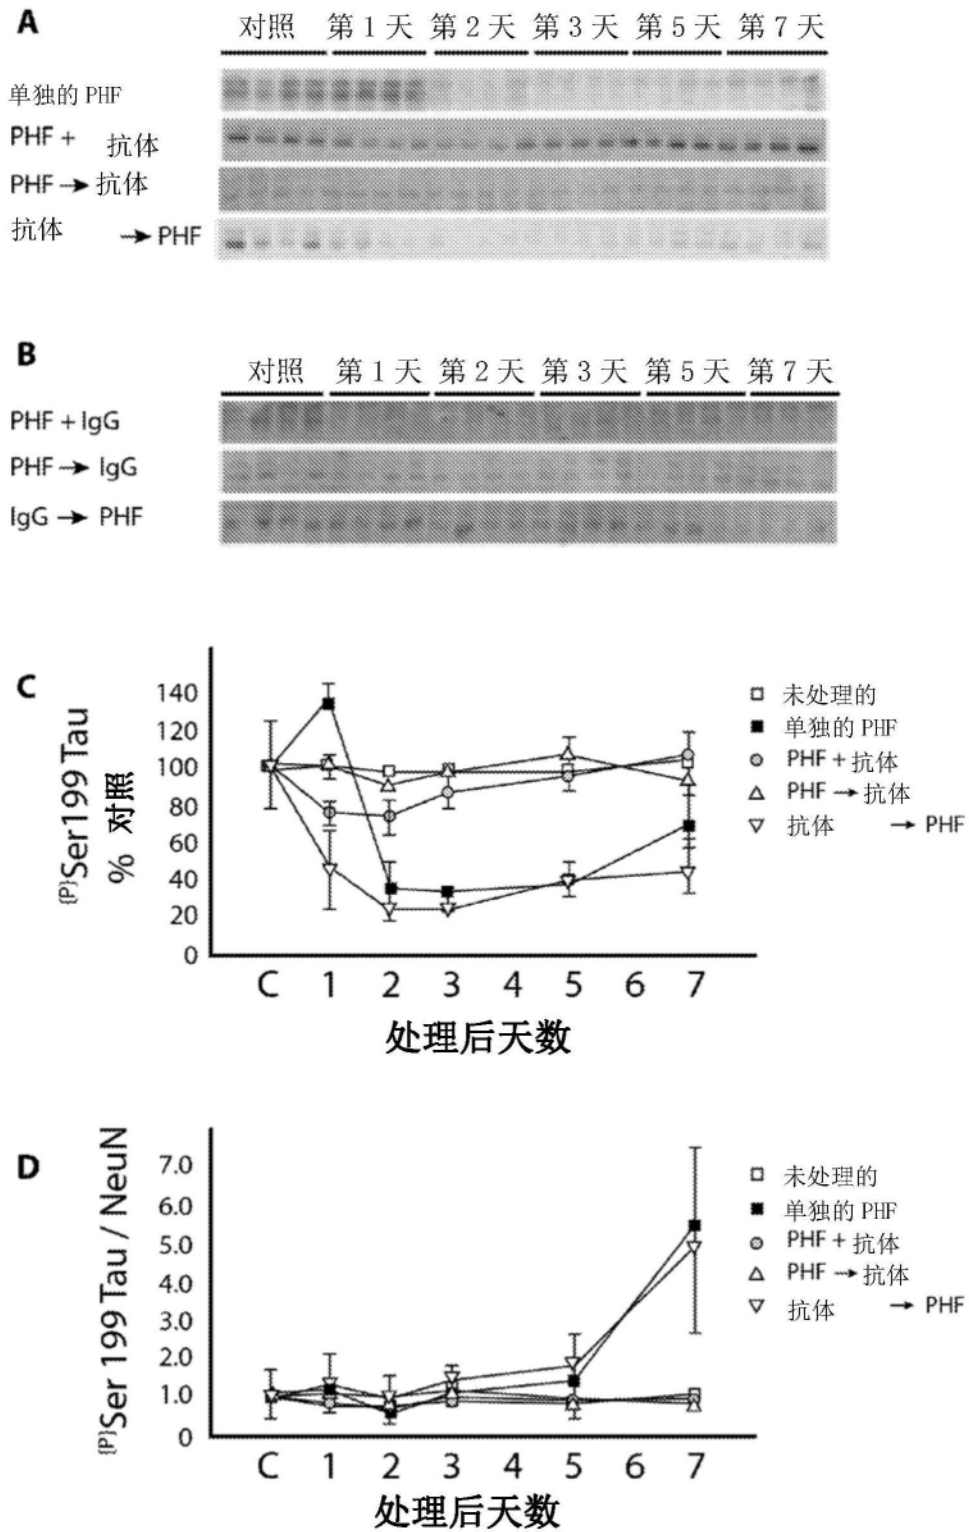 A
对照 第1天 第2天 第3天 第5天 第7天
单独的 PHF
PHF + 抗体
PHF → 抗体
抗体 → PHF
B
对照 第1天 第2天 第3天 第5天 第7天
PHF + IgG
PHF → IgG
IgG → PHF
C
{P}Ser199 Tau
% 对照
140
120
100
80
60
40
20
0
C 1 2 3 4 5 6 7
处理后天数
未处理的
单独的 PHF
PHF + 抗体
PHF → 抗体
抗体 → PHF
D
{P}Ser 199 Tau / NeuN
7.0
6.0
5.0
4.0
3.0
2.0
1.0
0
C 1 2 3 4 5 6 7
处理后天数
未处理的
单独的 PHF
PHF + 抗体
PHF → 抗体
抗体 → PHF